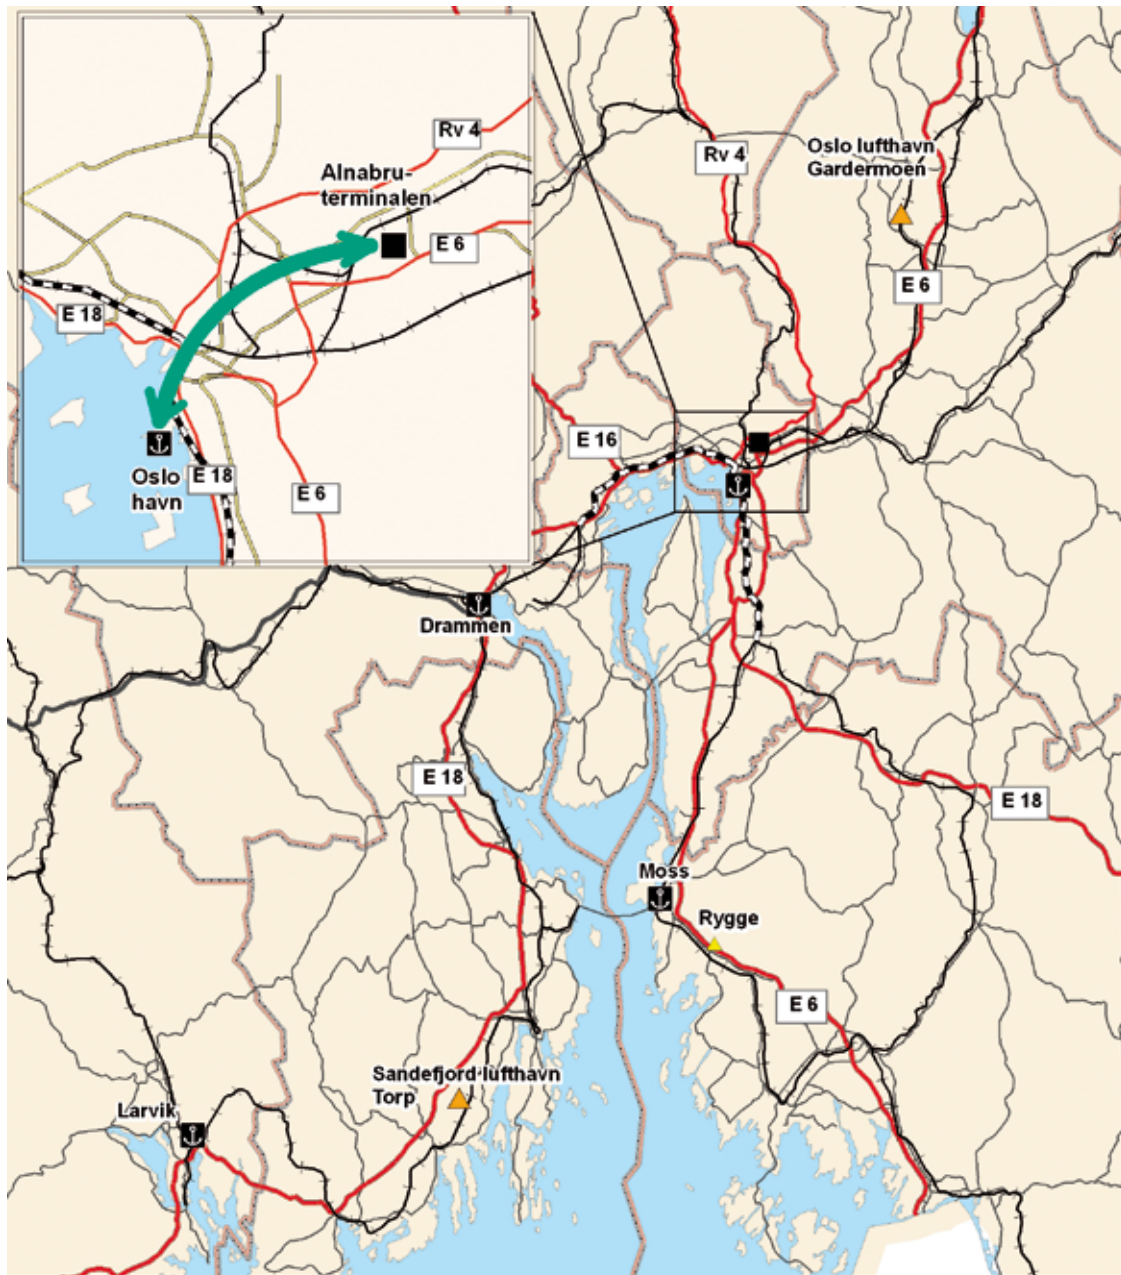 Rv 4
Alnabru-
terminalen
E 6
E 18
Oslo
havn
E 18
E 6
Rv 4
Oslo lufthavn
Gardermoen
E 6
E 16
Drammen
E 18
E 18
Moss
Rygge
E 6
Sandefjord lufthavn
Torp
Larvik